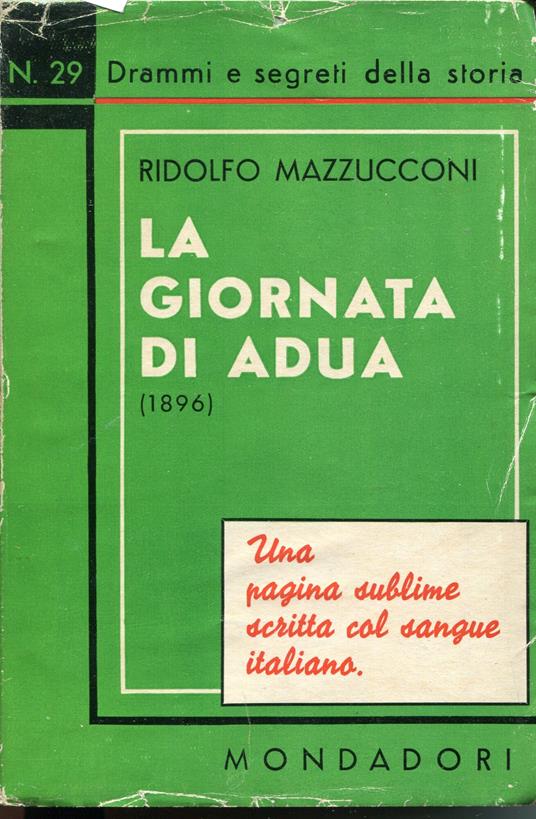 N. 29 Drammi e segreti della storia
RIDOLFO MAZZUCCONI
LA
GIORNATA
DI ADUA
(1896)
Una
pagina sublime
scritta col sangue
italiano.
MONDADORI